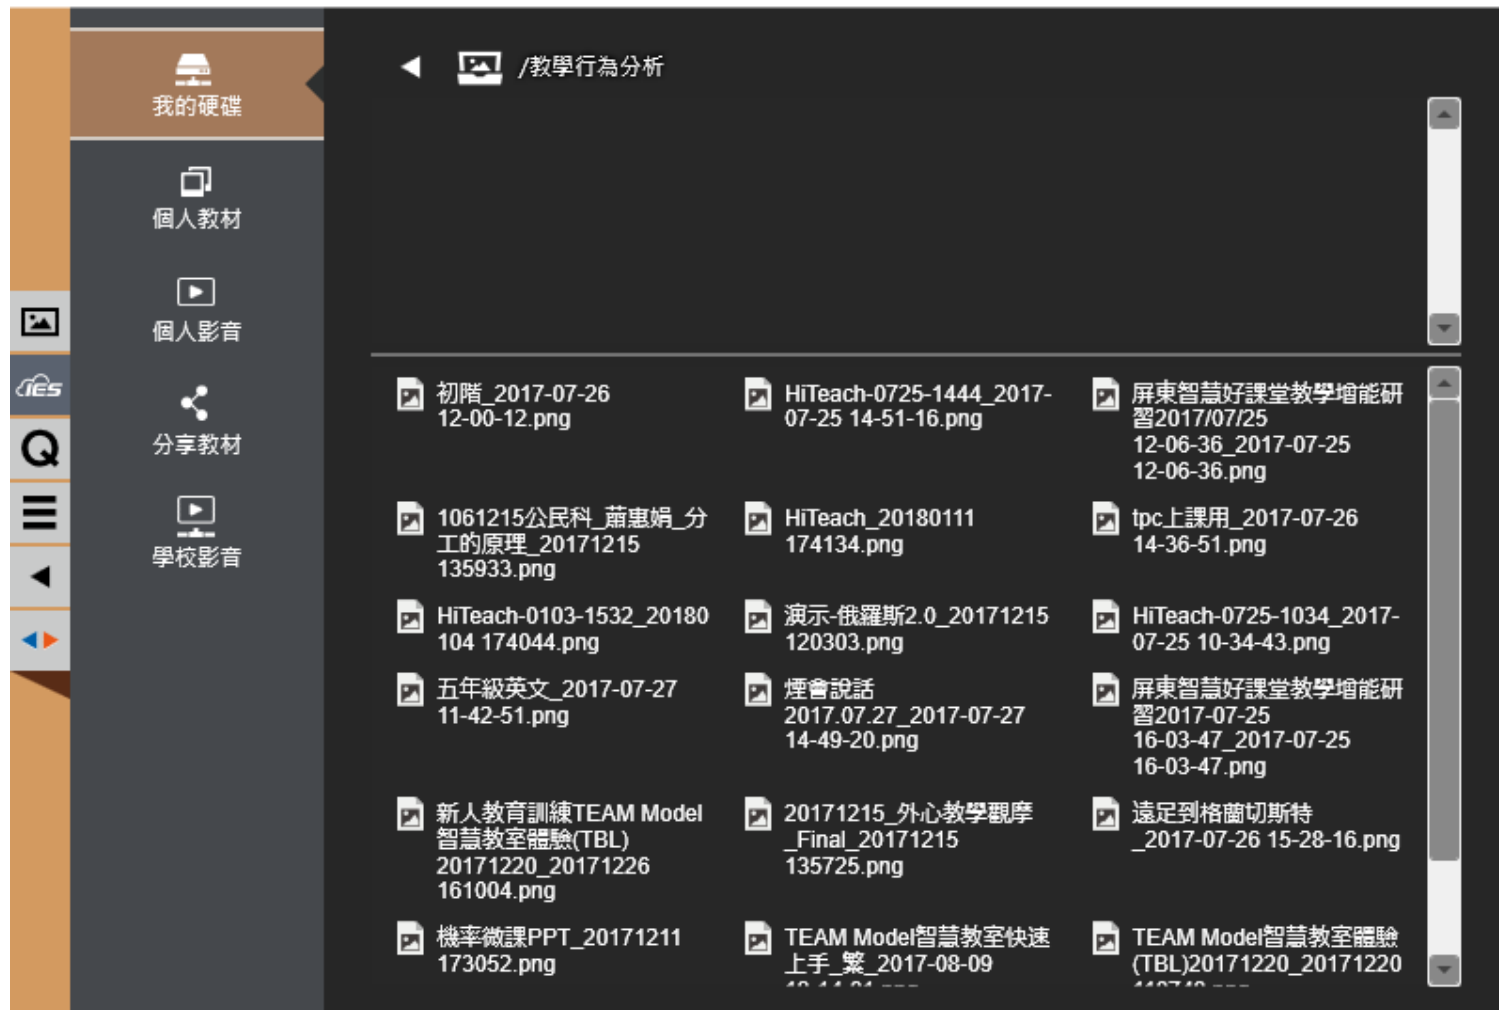 我的硬碟
個人教材
個人影音
分享教材
學校影音
IES
Q
/教學行為分析
初階_2017-07-26
12-00-12.png
HiTeach-0725-1444_2017-
07-25 14-51-16.png
屏東智慧好課堂教學增能研
習2017/07/25
12-06-36_2017-07-25
12-06-36.png
1061215公民科_蕭惠娟_分
工的原理_20171215
135933.png
HiTeach_20180111
174134.png
tpc上課用_2017-07-26
14-36-51.png
HiTeach-0103-1532_20180
104 174044.png
演示-俄羅斯2.0_20171215
120303.png
HiTeach-0725-1034_2017-
07-25 10-34-43.png
五年級英文_2017-07-27
11-42-51.png
煙會說話
2017.07.27_2017-07-27
14-49-20.png
屏東智慧好課堂教學增能研
習2017-07-25
16-03-47_2017-07-25
16-03-47.png
新人教育訓練TEAM Model
智慧教室體驗(TBL)
20171220_20171226
161004.png
20171215_外心教學觀摩
_Final_20171215
135725.png
遠足到格蘭切斯特
_2017-07-26 15-28-16.png
機率微課PPT_20171211
173052.png
TEAM Model智慧教室快速
上手_繁_2017-08-09
TEAM Model智慧教室體驗
(TBL)20171220_20171220